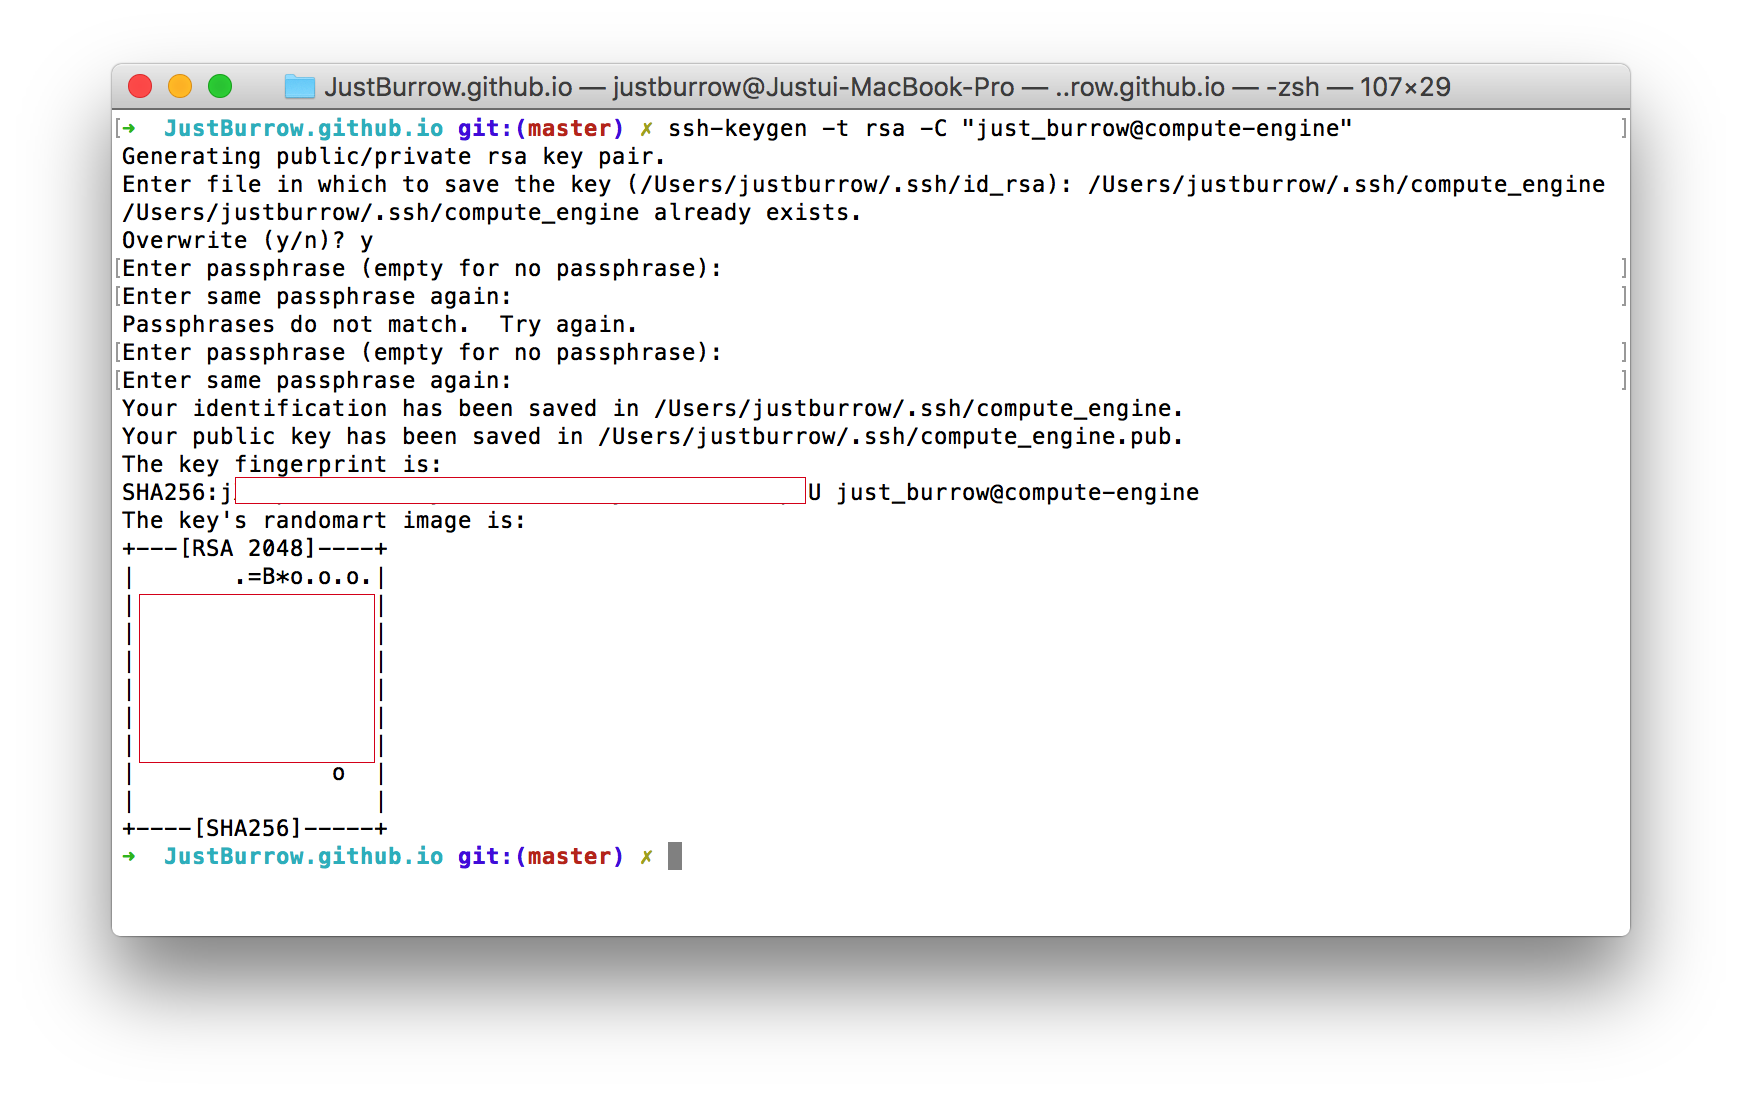 JustBurrow.github.io — justburrow@Justui-MacBook-Pro — ..row.github.io — -zsh — 107×29
[➜  JustBurrow.github.io git:(master) ✗ ssh-keygen -t rsa -C "just_burrow@compute-engine" ]
Generating public/private rsa key pair.
Enter file in which to save the key (/Users/justburrow/.ssh/id_rsa): /Users/justburrow/.ssh/compute_engine
/Users/justburrow/.ssh/compute_engine already exists.
Overwrite (y/n)? y
[Enter passphrase (empty for no passphrase): ]
[Enter same passphrase again: ]
Passphrases do not match.  Try again.
[Enter passphrase (empty for no passphrase): ]
[Enter same passphrase again: ]
Your identification has been saved in /Users/justburrow/.ssh/compute_engine.
Your public key has been saved in /Users/justburrow/.ssh/compute_engine.pub.
The key fingerprint is:
SHA256:j U just_burrow@compute-engine
The key's randomart image is:
+---[RSA 2048]----+
|       .=B*o.o.o.|
|                 |
|                 |
|                 |
|                 |
|                 |
|                 |
|              o  |
|                 |
+----[SHA256]-----+
➜  JustBurrow.github.io git:(master) ✗